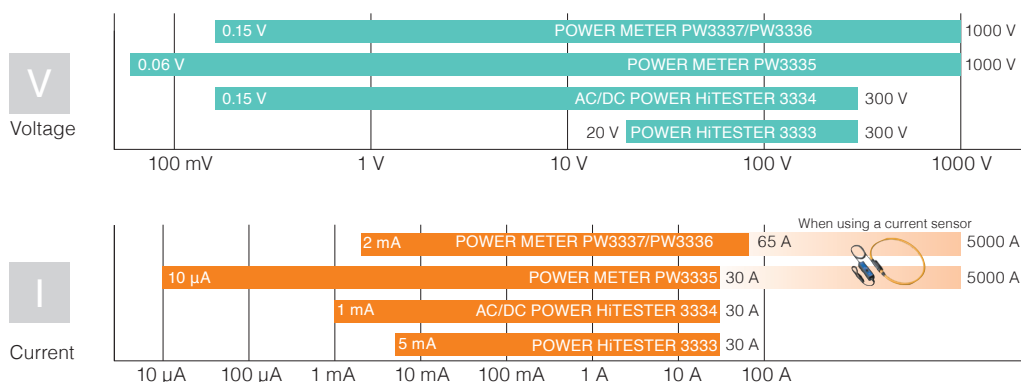 0.15 V POWER METER PW3337/PW3336 1000 V
0.06 V POWER METER PW3335 1000 V
V
0.15 V AC/DC POWER HiTESTER 3334 300 V
Voltage
20 V POWER HiTESTER 3333 300 V
100 mV 1 V 10 V 100 V 1000 V
When using a current sensor
2 mA POWER METER PW3337/PW3336 65 A 5000 A
10 µA POWER METER PW3335 30 A 5000 A
I
1 mA AC/DC POWER HiTESTER 3334 30 A
5 mA POWER HiTESTER 3333 30 A
Current
10 µA 100 µA 1 mA 10 mA 100 mA 1 A 10 A 100 A